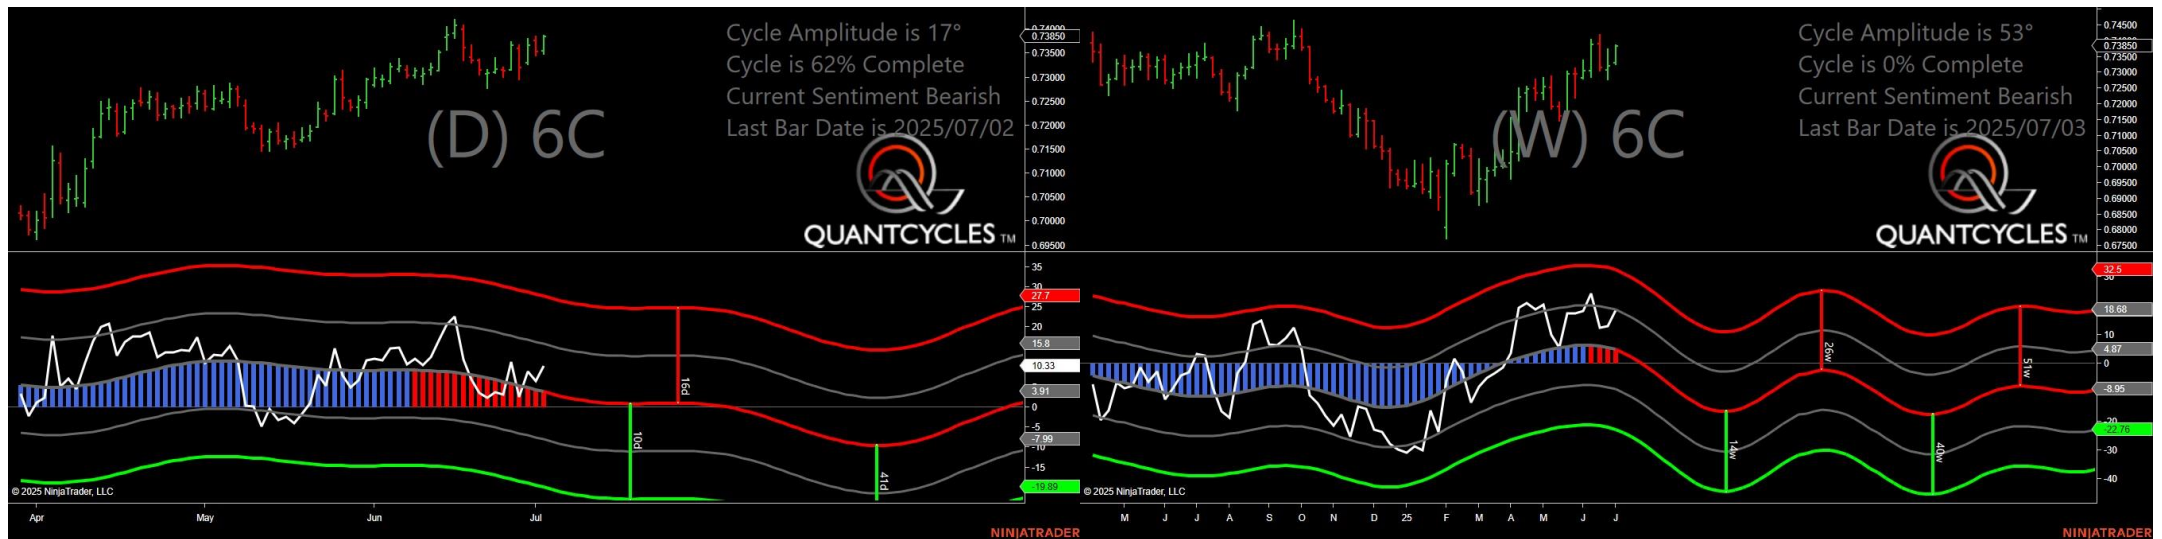 Cycle Amplitude is 17°
Cycle is 62% Complete
Current Sentiment Bearish
Last Bar Date is 2025/07/02
(D) 6C
QUANTCYCLES TM
0.74000
0.73850
0.73500
0.73000
0.72500
0.72000
0.71500
0.71000
0.70500
0.70000
0.69500
35
30
27.7
25
20
15.8
10.33
3.91
0
-5
-7.99
-10
-15
-19.89
16d
10d
41d
© 2025 NinjaTrader, LLC
Apr May Jun Jul
NINJATRADER
Cycle Amplitude is 53°
Cycle is 0% Complete
Current Sentiment Bearish
Last Bar Date is 2025/07/03
(W) 6C
QUANTCYCLES TM
0.74500
0.73850
0.73500
0.73000
0.72500
0.72000
0.71500
0.71000
0.70500
0.70000
0.69500
0.69000
0.68500
0.68000
0.67500
32.5
30
18.68
10
4.87
0
-8.95
-20
-22.76
-30
-40
26w
51w
14w
40w
© 2025 NinjaTrader, LLC
M J J A S O N D 25 F M A M J J
NINJATRADER